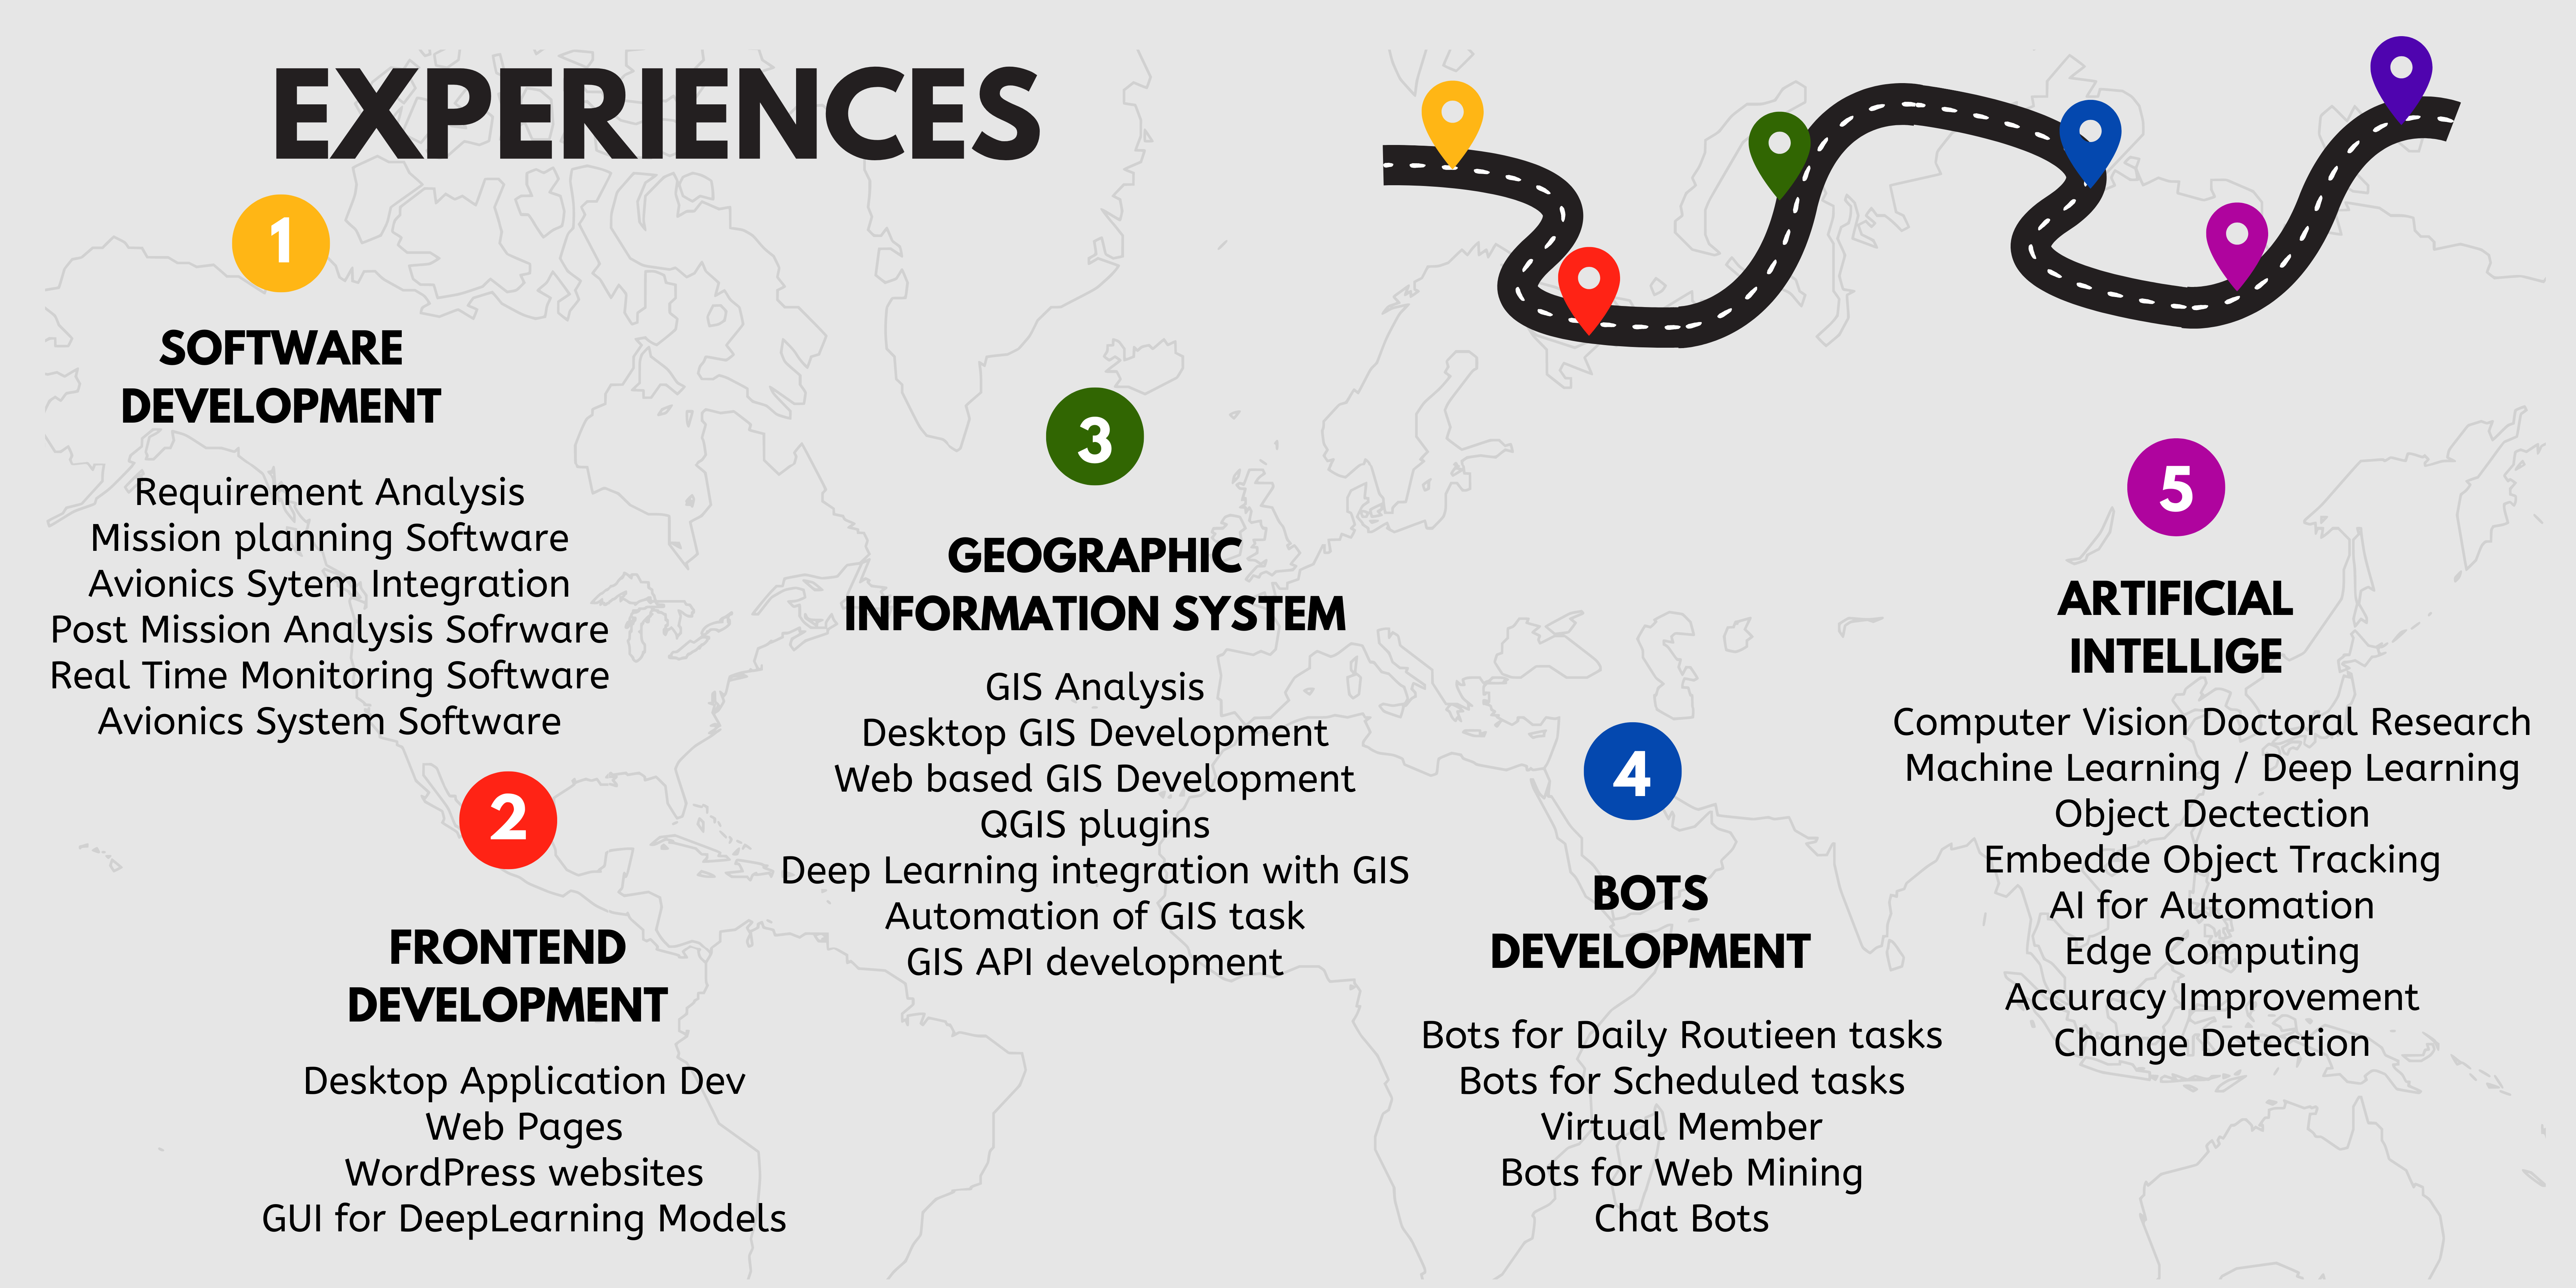 EXPERIENCES
1
SOFTWARE
DEVELOPMENT
Requirement Analysis
Mission planning Software
Avionics Sytem Integration
Post Mission Analysis Sofrware
Real Time Monitoring Software
Avionics System Software
2
FRONTEND
DEVELOPMENT
Desktop Application Dev
Web Pages
WordPress websites
GUI for DeepLearning Models
3
GEOGRAPHIC
INFORMATION SYSTEM
GIS Analysis
Desktop GIS Development
Web based GIS Development
QGIS plugins
Deep Learning integration with GIS
Automation of GIS task
GIS API development
4
BOTS
DEVELOPMENT
Bots for Daily Routieen tasks
Bots for Scheduled tasks
Virtual Member
Bots for Web Mining
Chat Bots
5
ARTIFICIAL
INTELLIGE
Computer Vision Doctoral Research
Machine Learning / Deep Learning
Object Dectection
Embedde Object Tracking
AI for Automation
Edge Computing
Accuracy Improvement
Change Detection